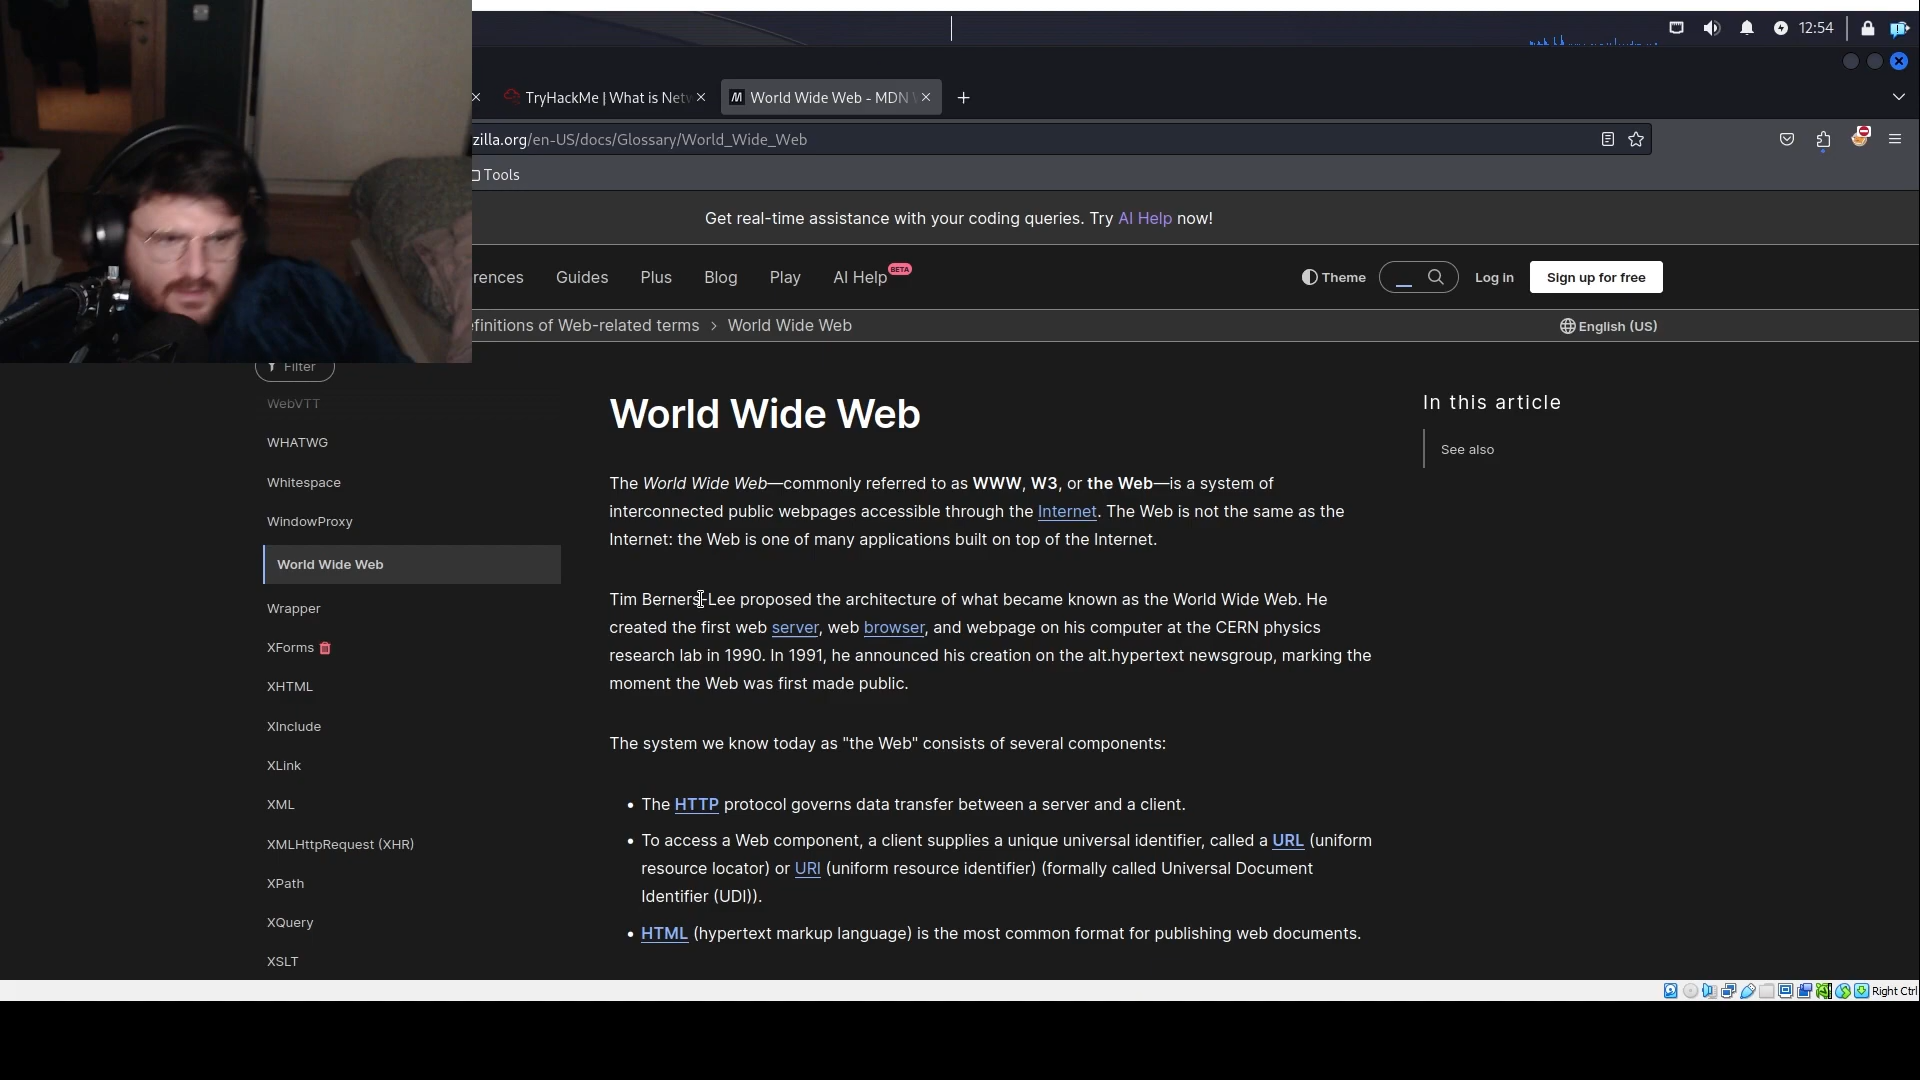 12:54
TryHackMe | What is Netw
World Wide Web - MDN
zilla.org/en-US/docs/Glossary/World_Wide_Web
Tools
Get real-time assistance with your coding queries. Try AI Help now!
rences
Guides
Plus
Blog
Play
AI Help BETA
Theme
Log in
Sign up for free
efinitions of Web-related terms > World Wide Web
English (US)
Filter
WebVTT
WHATWG
Whitespace
WindowProxy
World Wide Web
Wrapper
XForms
XHTML
XInclude
XLink
XML
XMLHttpRequest (XHR)
XPath
XQuery
XSLT
World Wide Web
The World Wide Web—commonly referred to as WWW, W3, or the Web—is a system of
interconnected public webpages accessible through the Internet. The Web is not the same as the
Internet: the Web is one of many applications built on top of the Internet.
Tim Berners-Lee proposed the architecture of what became known as the World Wide Web. He
created the first web server, web browser, and webpage on his computer at the CERN physics
research lab in 1990. In 1991, he announced his creation on the alt.hypertext newsgroup, marking the
moment the Web was first made public.
The system we know today as "the Web" consists of several components:
• The HTTP protocol governs data transfer between a server and a client.
• To access a Web component, a client supplies a unique universal identifier, called a URL (uniform
resource locator) or URI (uniform resource identifier) (formally called Universal Document
Identifier (UDI)).
• HTML (hypertext markup language) is the most common format for publishing web documents.
In this article
See also
Right Ctrl